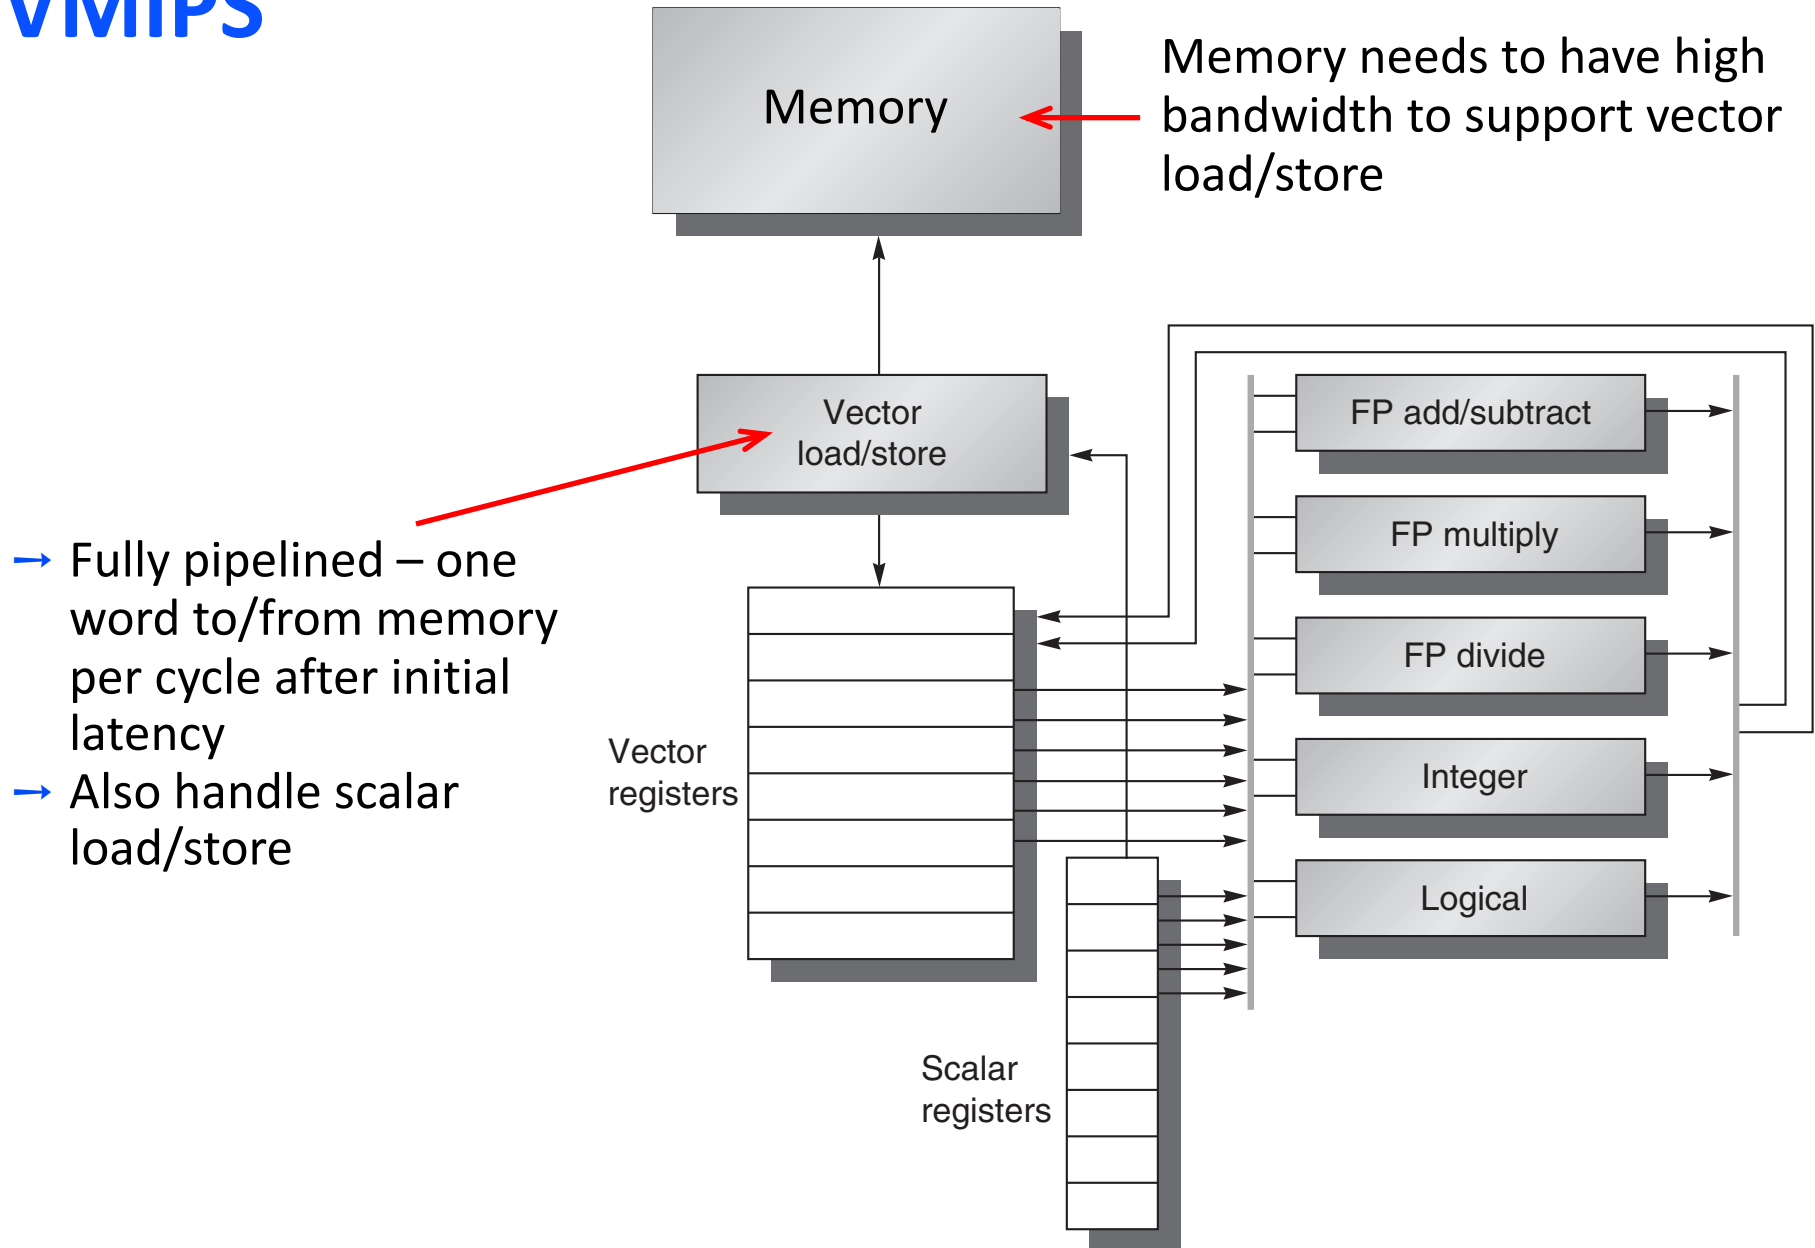 VMIPS
Memory
Memory needs to have high
bandwidth to support vector
load/store
Vector
load/store
FP add/subtract
FP multiply
FP divide
Integer
Logical
→ Fully pipelined – one
word to/from memory
per cycle after initial
latency
→ Also handle scalar
load/store
Vector
registers
Scalar
registers